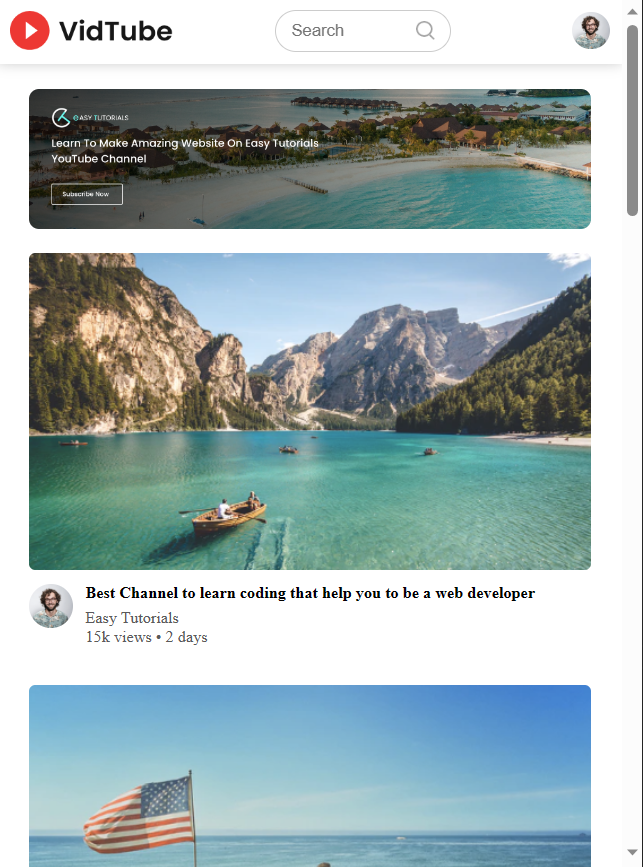 VidTube
Search
EASY TUTORIALS
Learn To Make Amazing Website On Easy Tutorials
YouTube Channel
Subscribe Now
Best Channel to learn coding that help you to be a web developer
Easy Tutorials
15k views • 2 days